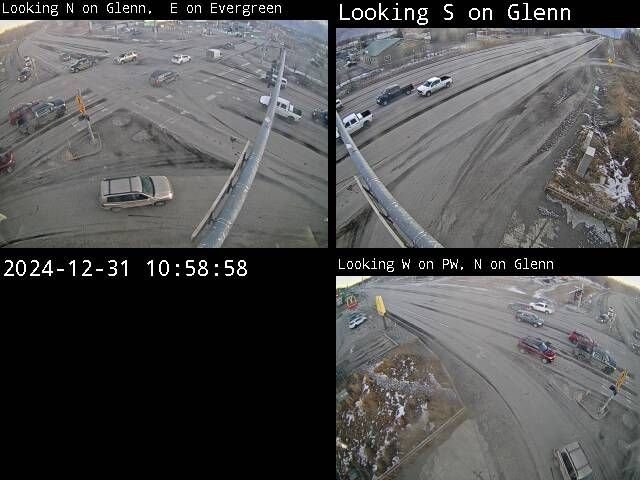 Looking N on Glenn,  E on Evergreen
Looking S on Glenn
2024-12-31 10:58:58
Looking W on PW, N on Glenn